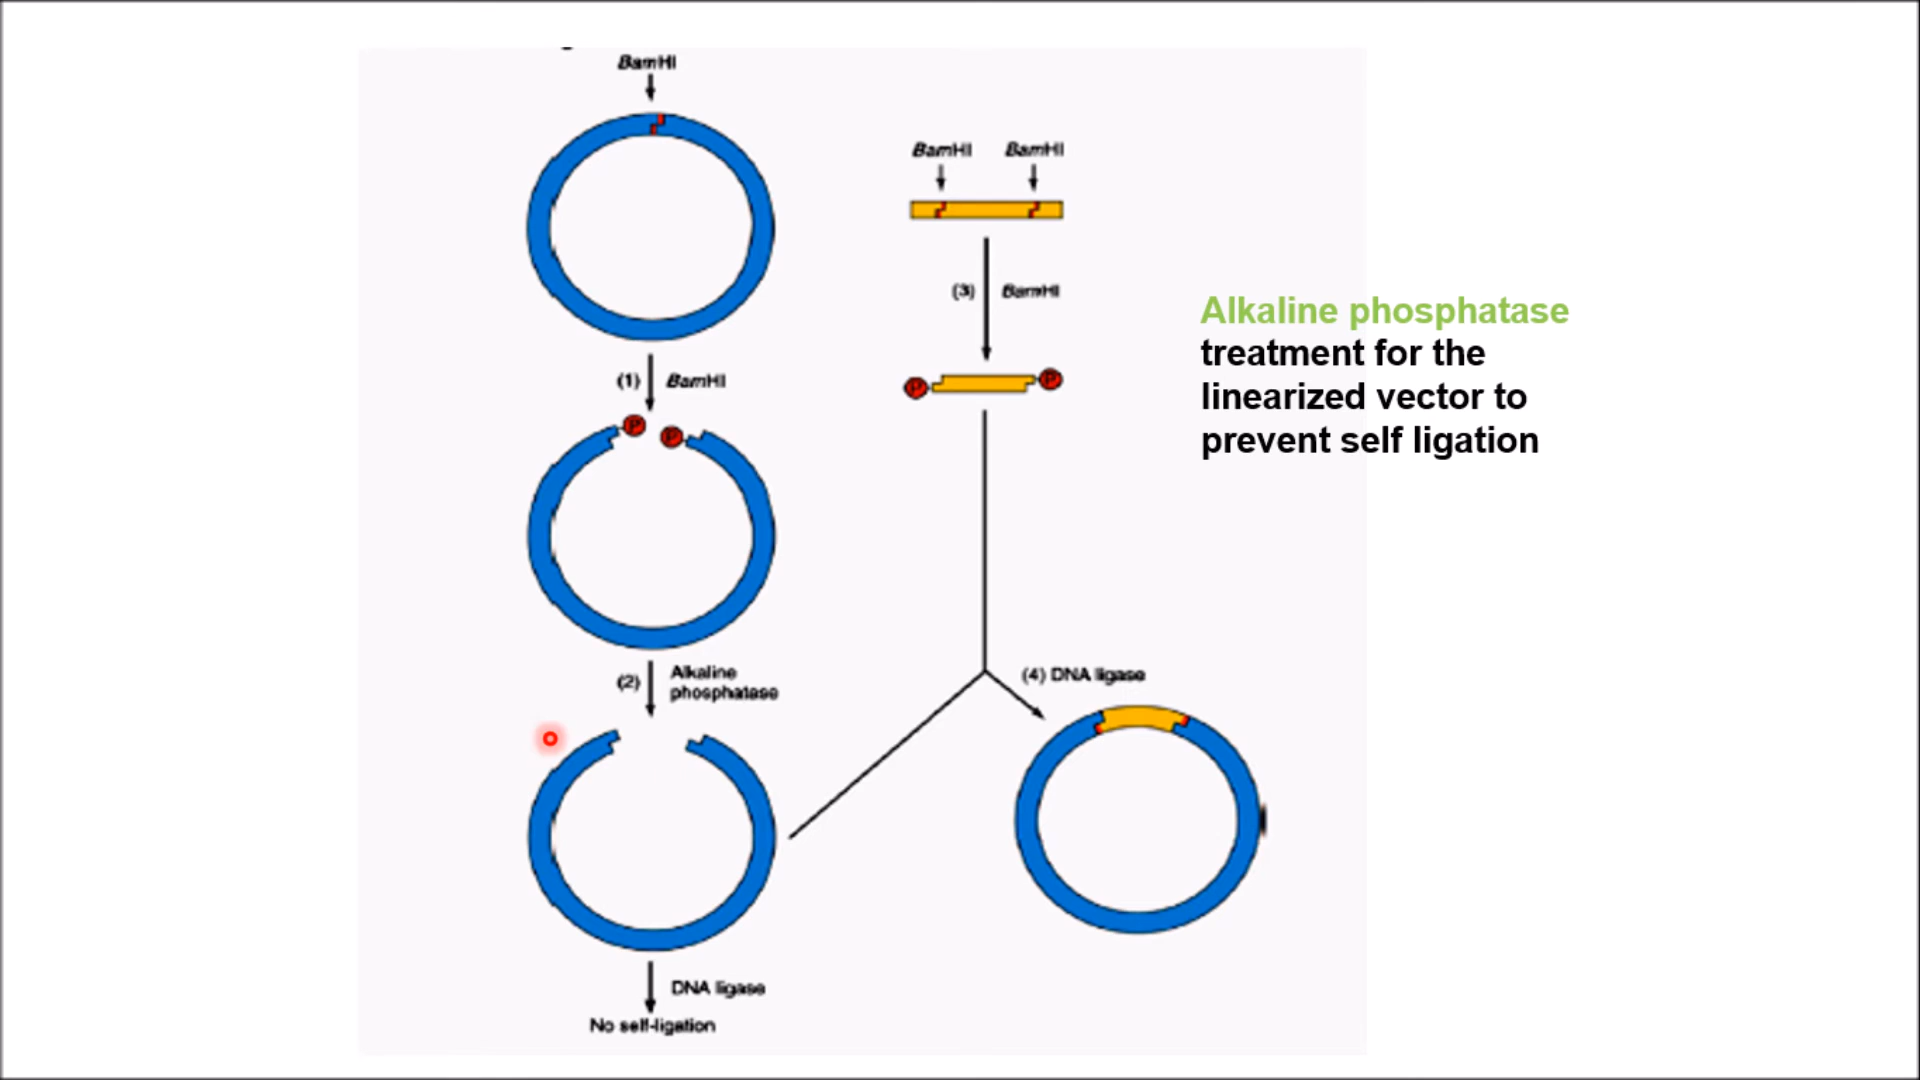 BamHI
BamHI BamHI
(3) BamHI
(1) BamHI
P P
P P
(2) Alkaline
phosphatase
(4) DNA ligase
DNA ligase
No self-ligation
Alkaline phosphatase
treatment for the
linearized vector to
prevent self ligation